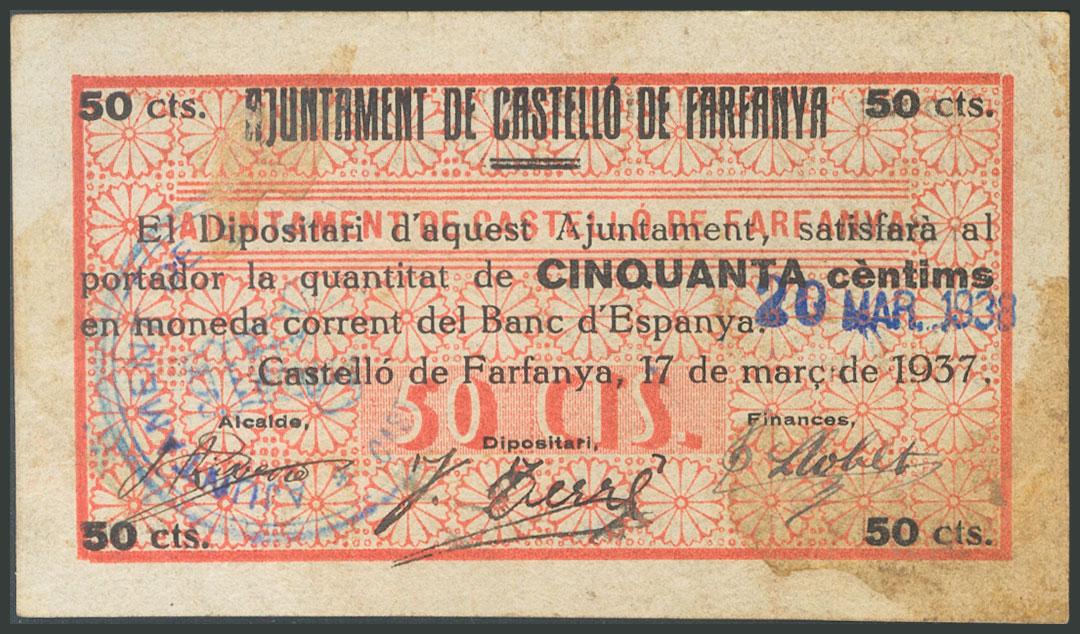 50 cts. AJUNTAMENT DE CASTELLÓ DE FARFANYA 50 cts.
AJUNTAMENT DE CASTELLÓ DE FARFANYA
El Dipositari d'aquest Ajuntament, satisfarà al
portador la quantitat de CINQUANTA cèntims
en moneda corrent del Banc d'Espanya.
20 MAR. 1938
Castelló de Farfanya, 17 de març de 1937.
50 CTS.
Alcalde,
Dipositari,
Finances,
50 cts. 50 cts.